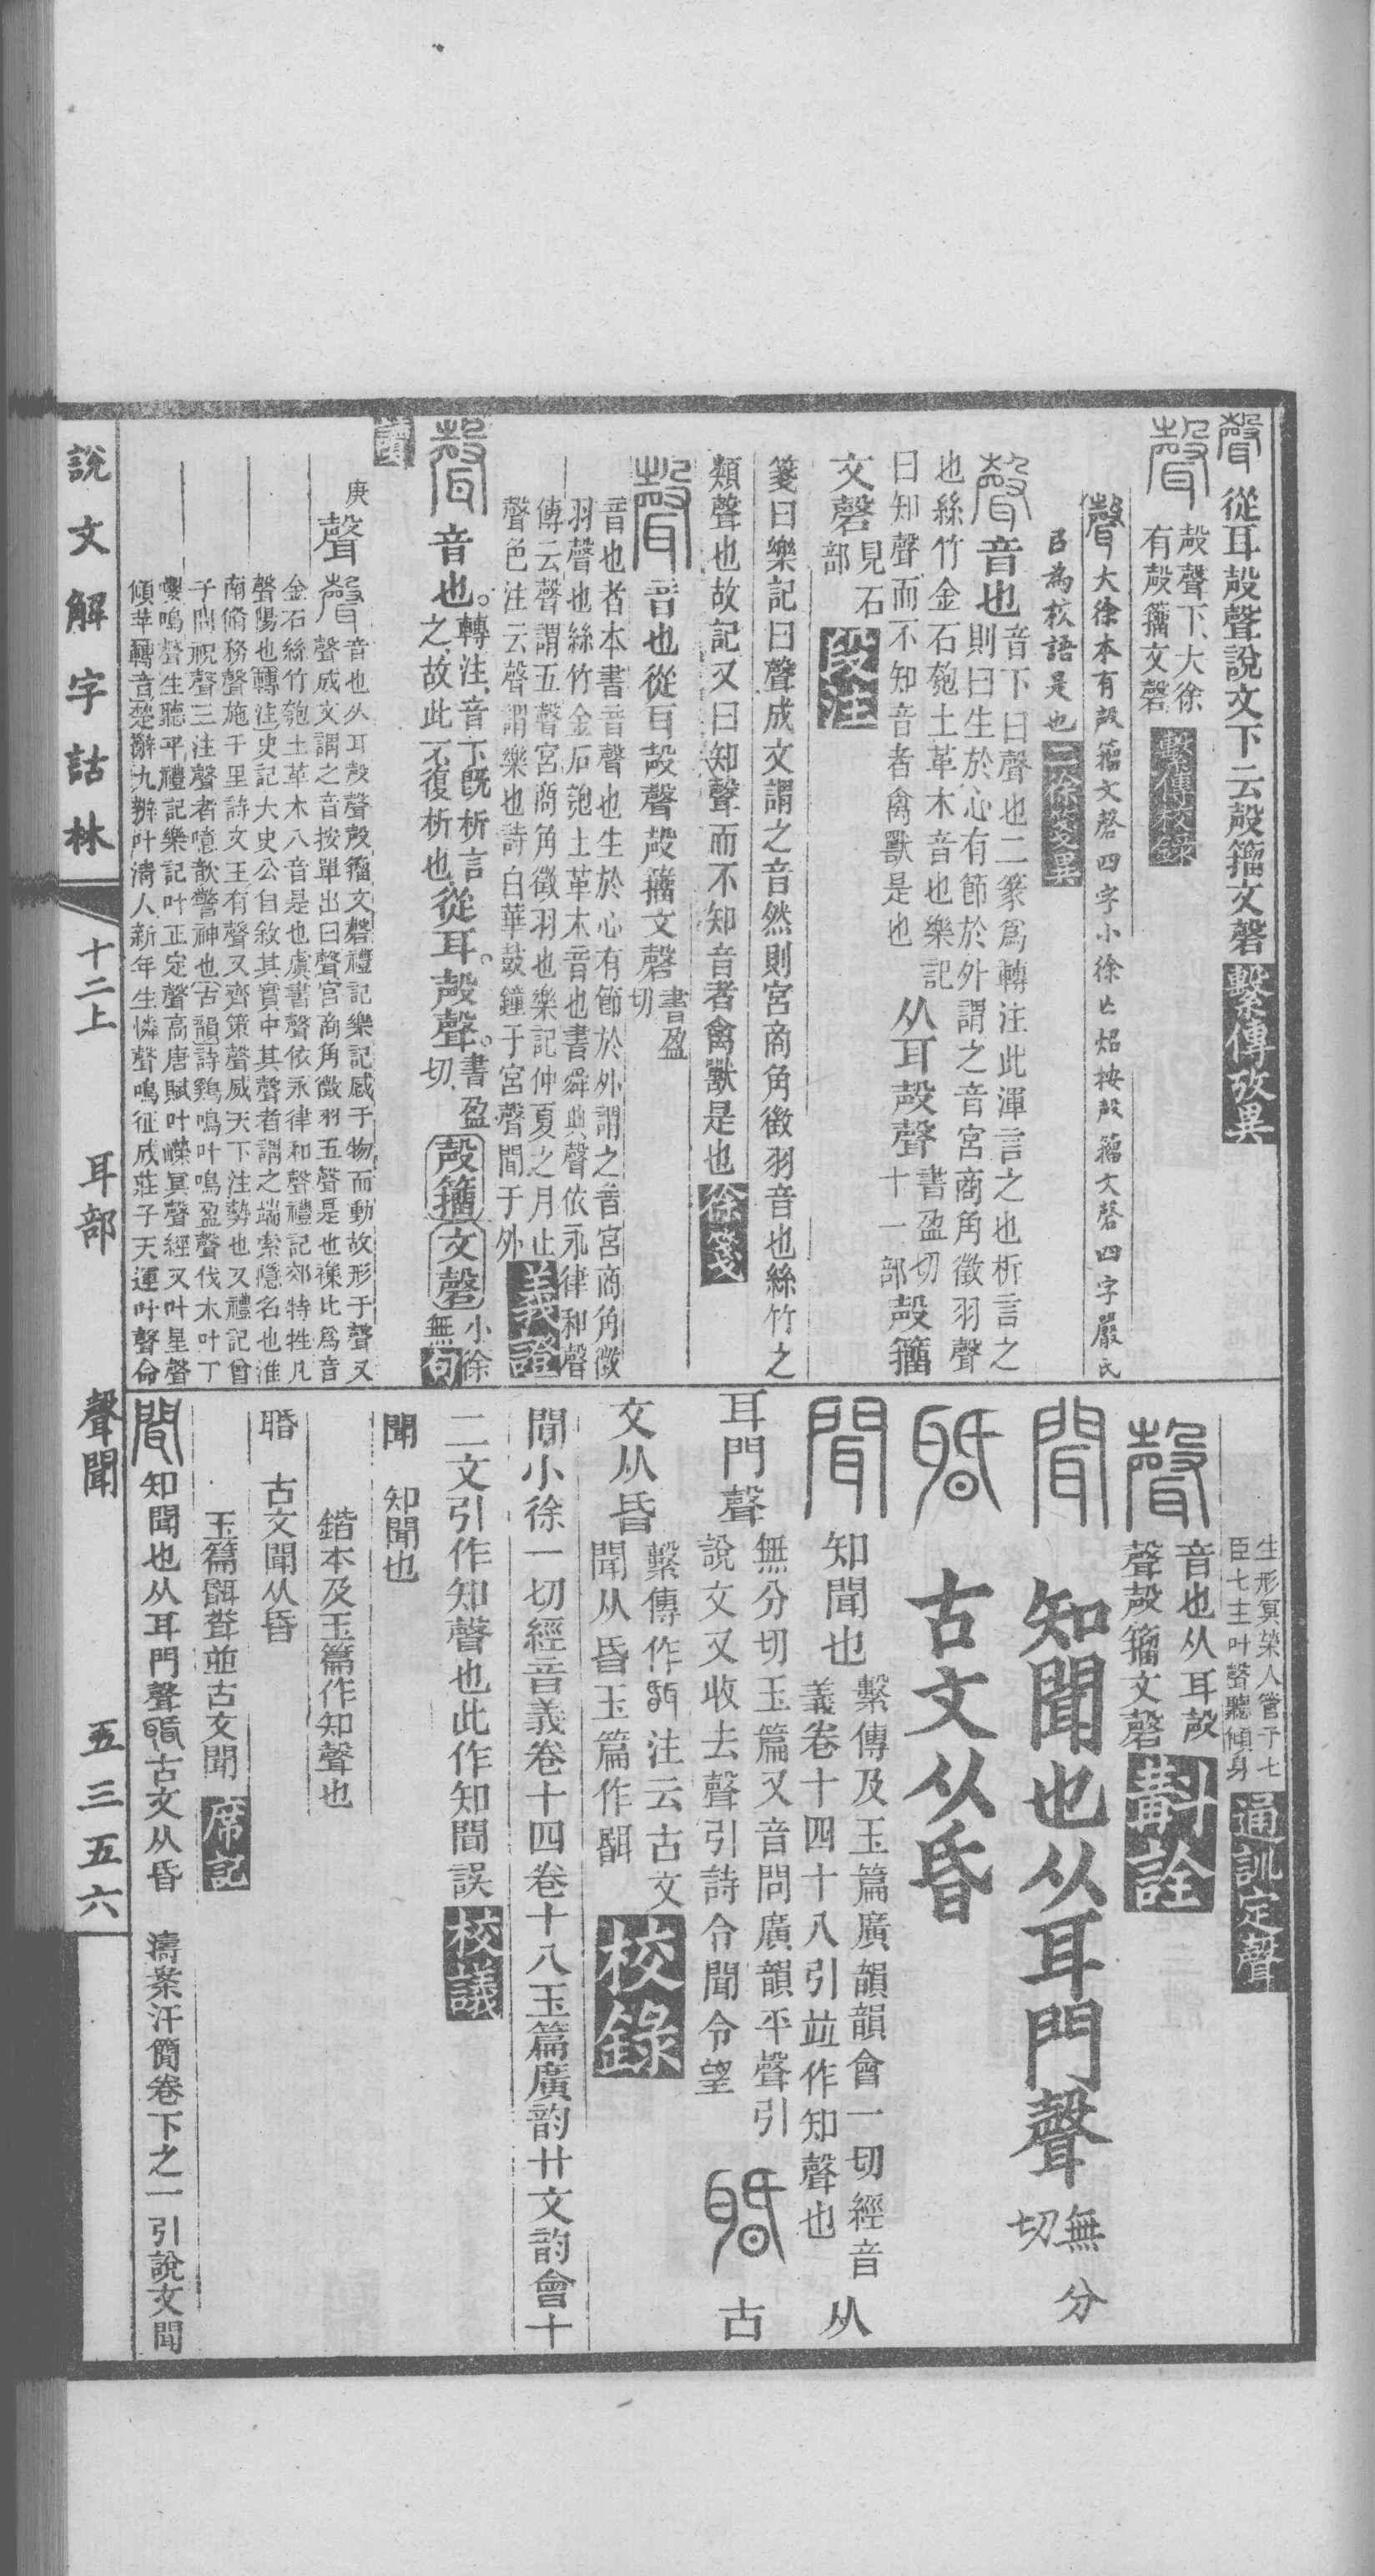 聲從耳殸聲說文下云殸籀文磬繫傳攷異
聲殸聲下大徐有殸籀文磬繫傳校錄
聲大徐本有殸籀文磬四字小徐亡炤按殸籀文磬四字嚴氏
㠯為校語是也二徐箋異
聲音也音下曰聲也二篆爲轉注此渾言之也析言之則曰生於心有節於外謂之音宮商角徵羽聲
也絲竹金石匏土革木音也樂記曰知聲而不知音者禽獸是也从耳殸聲書盈切十一部殸籀
文磬見石部段注
箋曰樂記曰聲成文謂之音然則宮商角徵羽音也絲竹之
類聲也故記又曰知聲而不知音者禽獸是也徐箋
聲音也從耳殸聲殸籀文磬書盈切
音也者本書音聲也生於心有節於外謂之音宮商角徵
羽聲也絲竹金石匏土革木音也書舜典聲依永律和聲
傳云聲謂五聲宮商角徵羽也樂記仲夏之月止
聲色注云聲謂樂也詩白華鼓鐘于宮聲聞于外義證
聲音也轉注音下旣析言之故此不復析也從耳殸聲書盈切殸籀文磬小徐無句
讀
庚聲聲音也从耳殸聲殸籀文磬禮記樂記感于物而動故形于聲又
聲成文謂之音按單出曰聲宮商角徵羽五聲是也襍比爲音
金石絲竹匏土革木八音是也虞書聲依永律和聲禮記郊特牲凡
聲陽也轉注史記大史公自敘其實中其聲者謂之端索隱名也淮
南脩務聲施千里詩文王有聲又齊策聲威天下注勢也又禮記曾
子問祝聲三注聲者噫歆警神也古韻詩鷄鳴叶鳴盈聲伐木叶丁
嚶鳴聲生聽平禮記樂記叶正定聲高唐賦叶嶸冥聲經又叶星聲
傾莘轉音楚辭九辨叶淸人新年生憐聲鳴征成莊子天運叶聲命
說文解字詁林 十二上 耳部 聲聞 五三五六
生形冥榮人管子七
臣七主叶聲聽傾身通訓定聲
聲音也从耳殸聲殸籀文磬斠詮
聞知聞也从耳門聲無分切
古文从昏
聞知聞也繫傳及玉篇廣韻韻會一切經音義卷十四十八引竝作知聲也从
耳門聲無分切玉篇又音問廣韻平聲引說文又收去聲引詩令聞令望古
文从昏繫傳作注云古文聞从昏玉篇作䎽校錄
聞小徐一切經音義卷十四卷十八玉篇廣韵廿文韵會十
二文引作知聲也此作知聞誤校議
聞知聞也
鍇本及玉篇作知聲也
䎽古文聞从昏
玉篇䎽䎹並古文聞席記
聞知聞也从耳門聲䎽古文从昏濤案汗簡卷下之一引說文聞